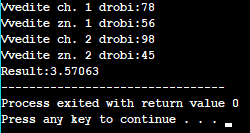 Vvedite ch. 1 drobi:78
Vvedite zn. 1 drobi:56
Vvedite ch. 2 drobi:98
Vvedite zn. 2 drobi:45
Result:3.57063
--------------------------------
Process exited with return value 0
Press any key to continue . . .